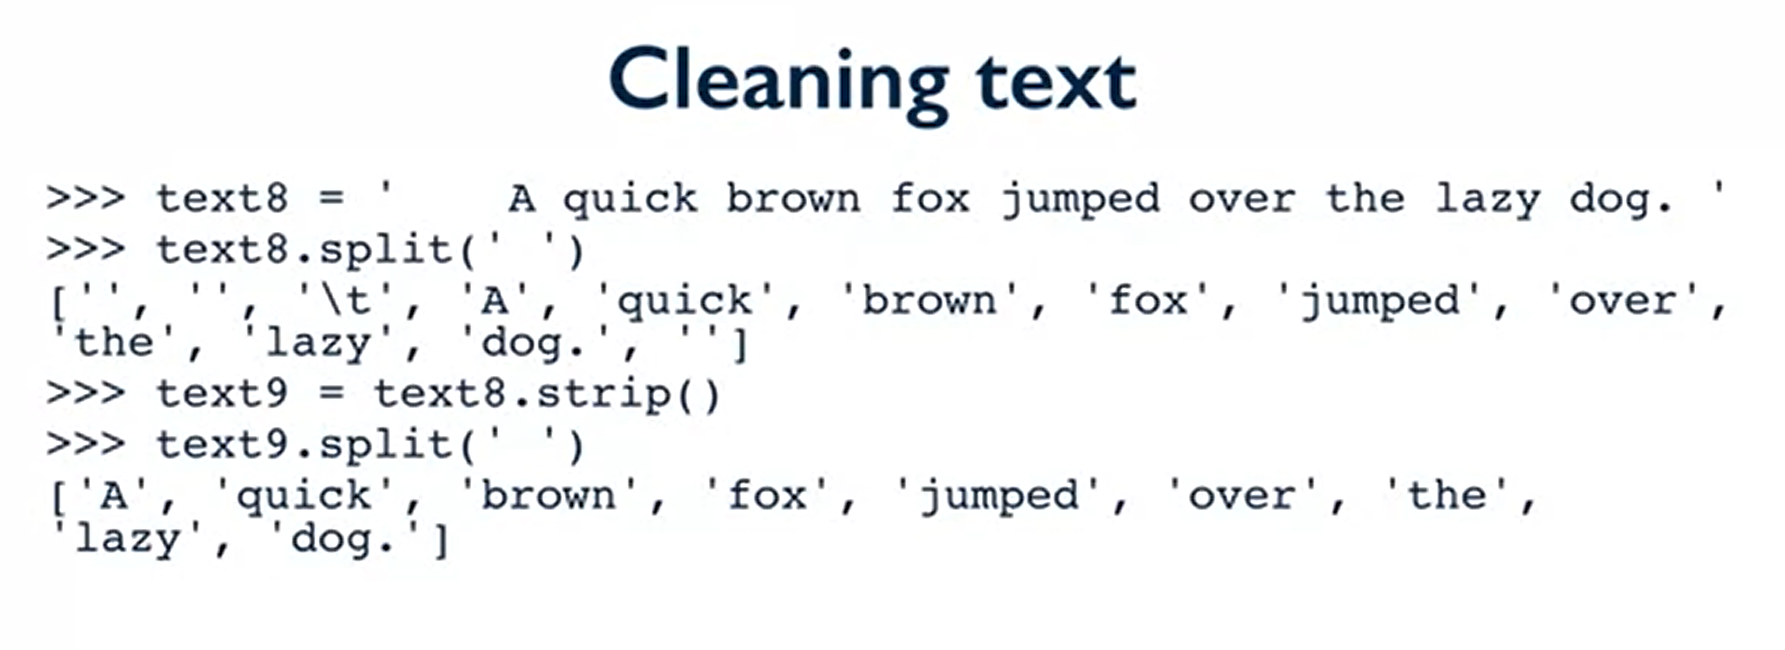 Cleaning text
>>> text8 = '    A quick brown fox jumped over the lazy dog. '
>>> text8.split(' ')
['', '', '\t', 'A', 'quick', 'brown', 'fox', 'jumped', 'over',
'the', 'lazy', 'dog.', '']
>>> text9 = text8.strip()
>>> text9.split(' ')
['A', 'quick', 'brown', 'fox', 'jumped', 'over', 'the',
'lazy', 'dog.']